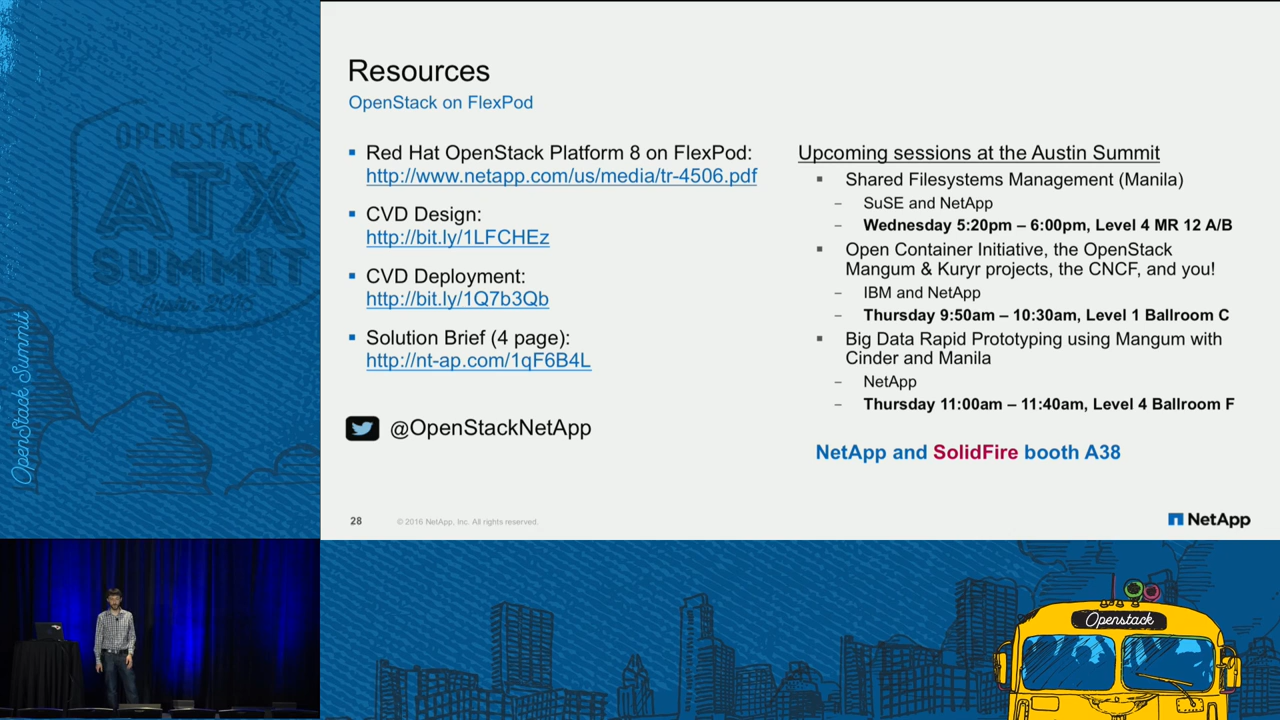 OPENSTACK
ATX
SUMMIT
Austin 2016
OpenStack Summit
Resources
OpenStack on FlexPod
▪ Red Hat OpenStack Platform 8 on FlexPod:
http://www.netapp.com/us/media/tr-4506.pdf
▪ CVD Design:
http://bit.ly/1LFCHEz
▪ CVD Deployment:
http://bit.ly/1Q7b3Qb
▪ Solution Brief (4 page):
http://nt-ap.com/1qF6B4L
@OpenStackNetApp
Upcoming sessions at the Austin Summit
▪ Shared Filesystems Management (Manila)
– SuSE and NetApp
– Wednesday 5:20pm – 6:00pm, Level 4 MR 12 A/B
▪ Open Container Initiative, the OpenStack
Mangum & Kuryr projects, the CNCF, and you!
– IBM and NetApp
– Thursday 9:50am – 10:30am, Level 1 Ballroom C
▪ Big Data Rapid Prototyping using Mangum with
Cinder and Manila
– NetApp
– Thursday 11:00am – 11:40am, Level 4 Ballroom F
NetApp and SolidFire booth A38
28
© 2016 NetApp, Inc. All rights reserved.
NetApp
Openstack